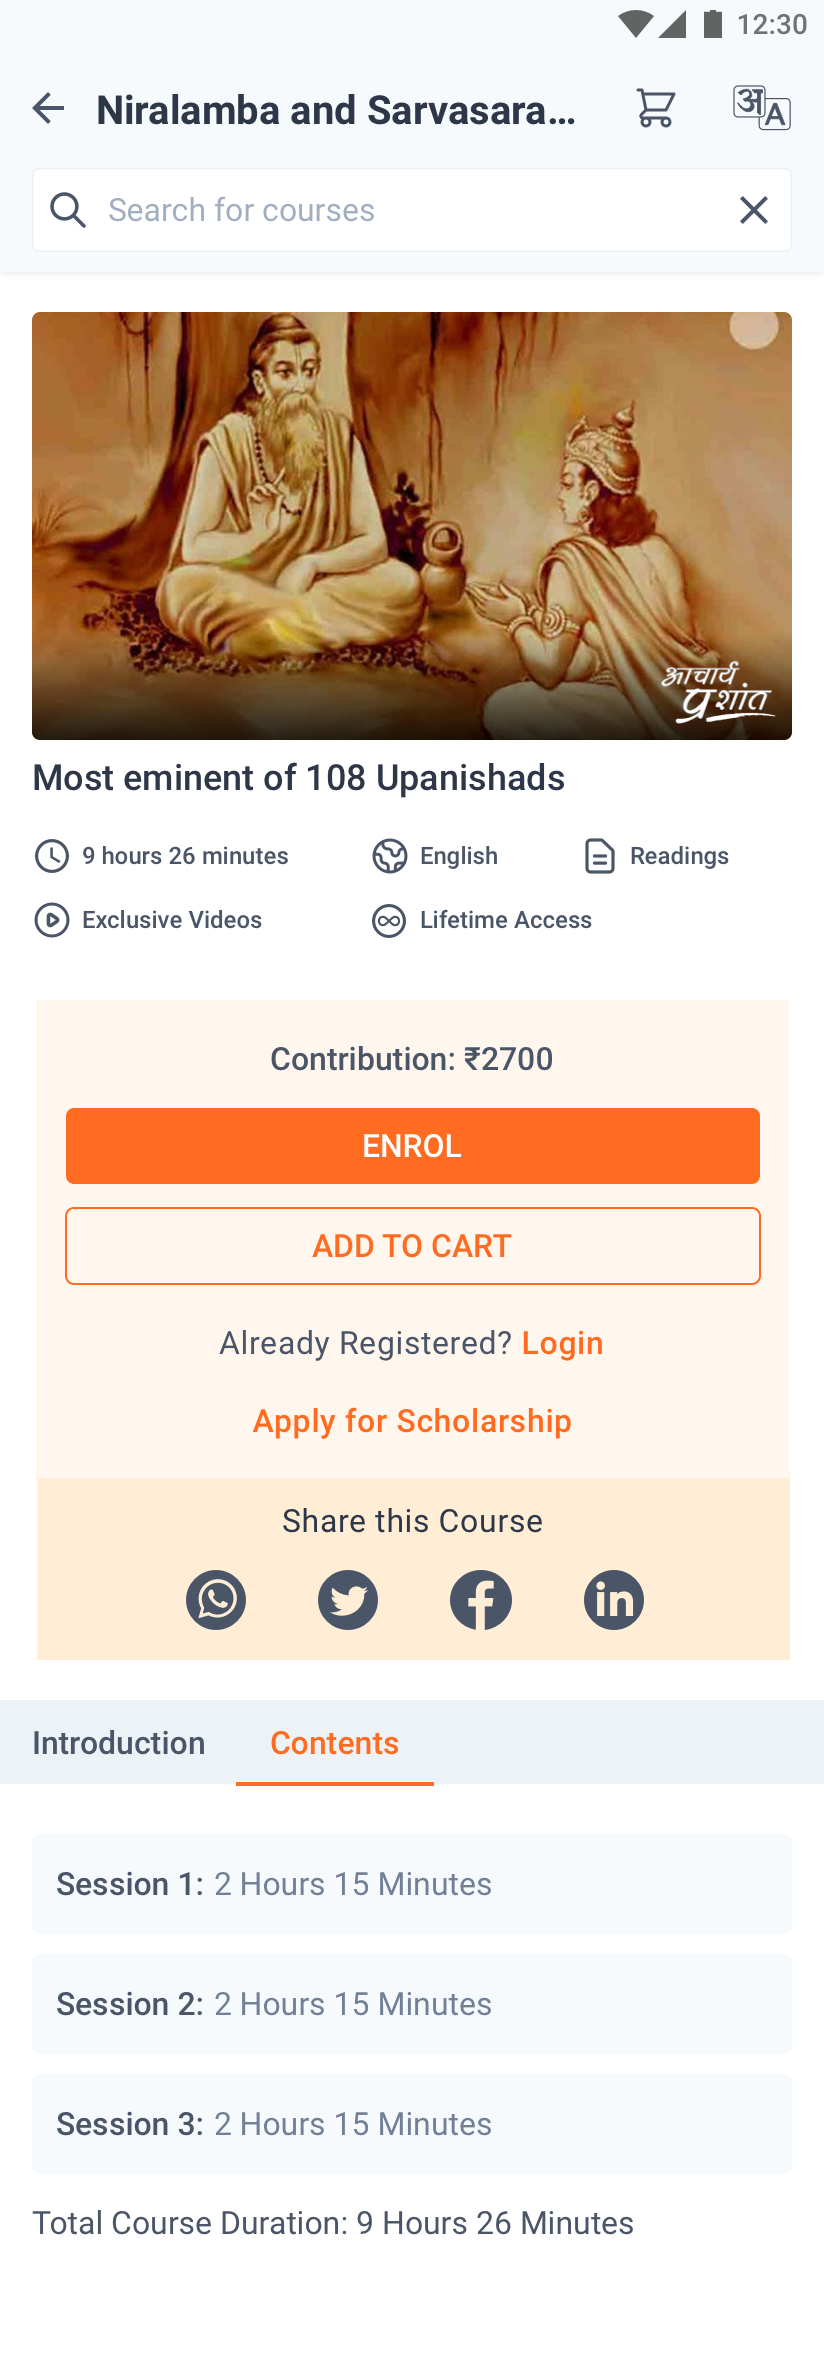 12:30
Niralamba and Sarvasara...
अ A
Search for courses
आचार्य
प्रशांत
Most eminent of 108 Upanishads
9 hours 26 minutes
English
Readings
Exclusive Videos
Lifetime Access
Contribution: ₹2700
ENROL
ADD TO CART
Already Registered? Login
Apply for Scholarship
Share this Course
in
Introduction
Contents
Session 1: 2 Hours 15 Minutes
Session 2: 2 Hours 15 Minutes
Session 3: 2 Hours 15 Minutes
Total Course Duration: 9 Hours 26 Minutes